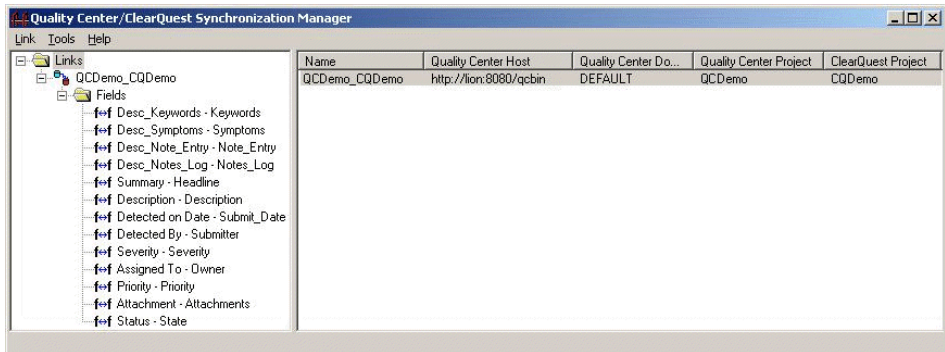 Quality Center/ClearQuest Synchronization Manager
Link Tools Help
Links
QCDemo_CQDemo
Fields
f↔f Desc_Keywords - Keywords
f↔f Desc_Symptoms - Symptoms
f↔f Desc_Note_Entry - Note_Entry
f↔f Desc_Notes_Log - Notes_Log
f↔f Summary - Headline
f↔f Description - Description
f↔f Detected on Date - Submit_Date
f↔f Detected By - Submitter
f↔f Severity - Severity
f↔f Assigned To - Owner
f↔f Priority - Priority
f↔f Attachment - Attachments
f↔f Status - State
Name Quality Center Host Quality Center Do... Quality Center Project ClearQuest Project
QCDemo_CQDemo http://lion:8080/qcbin DEFAULT QCDemo CQDemo